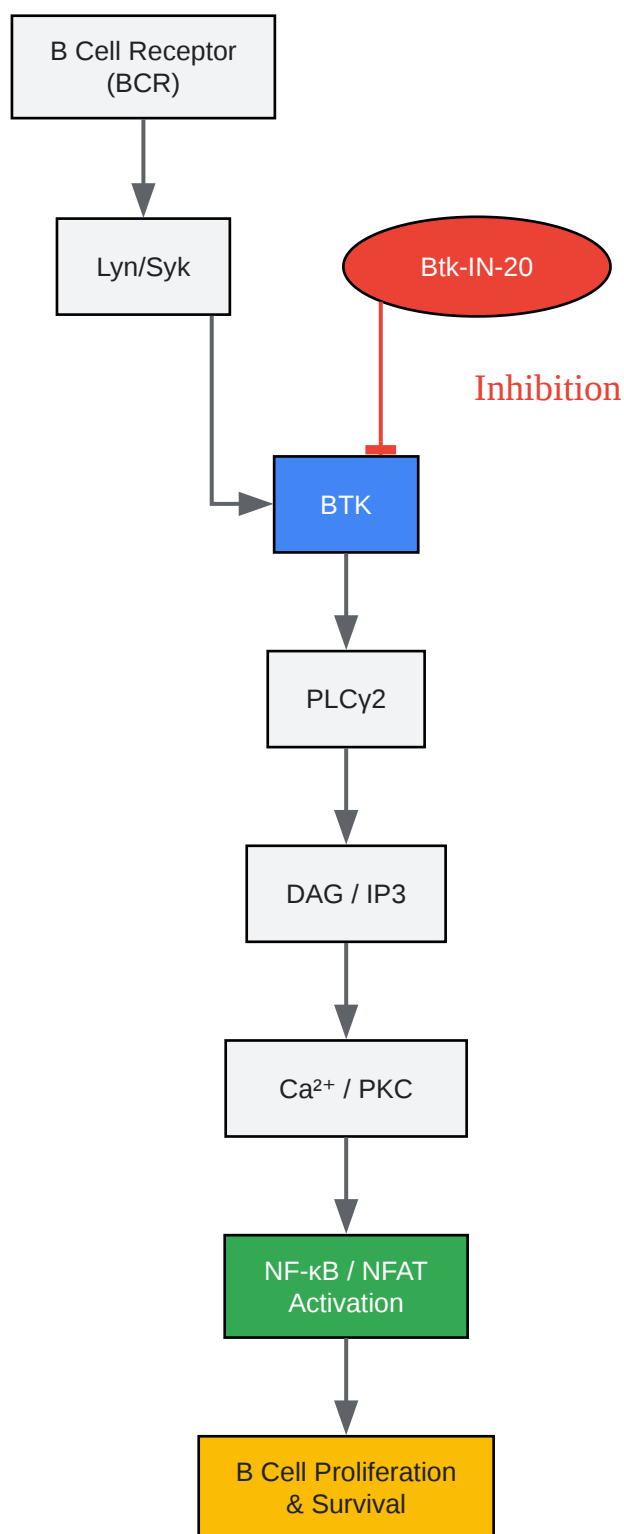 B Cell Receptor
(BCR)
Lyn/Syk
Btk-IN-20
Inhibition
BTK
PLCγ2
DAG / IP3
Ca²⁺ / PKC
NF-κB / NFAT
Activation
B Cell Proliferation
& Survival